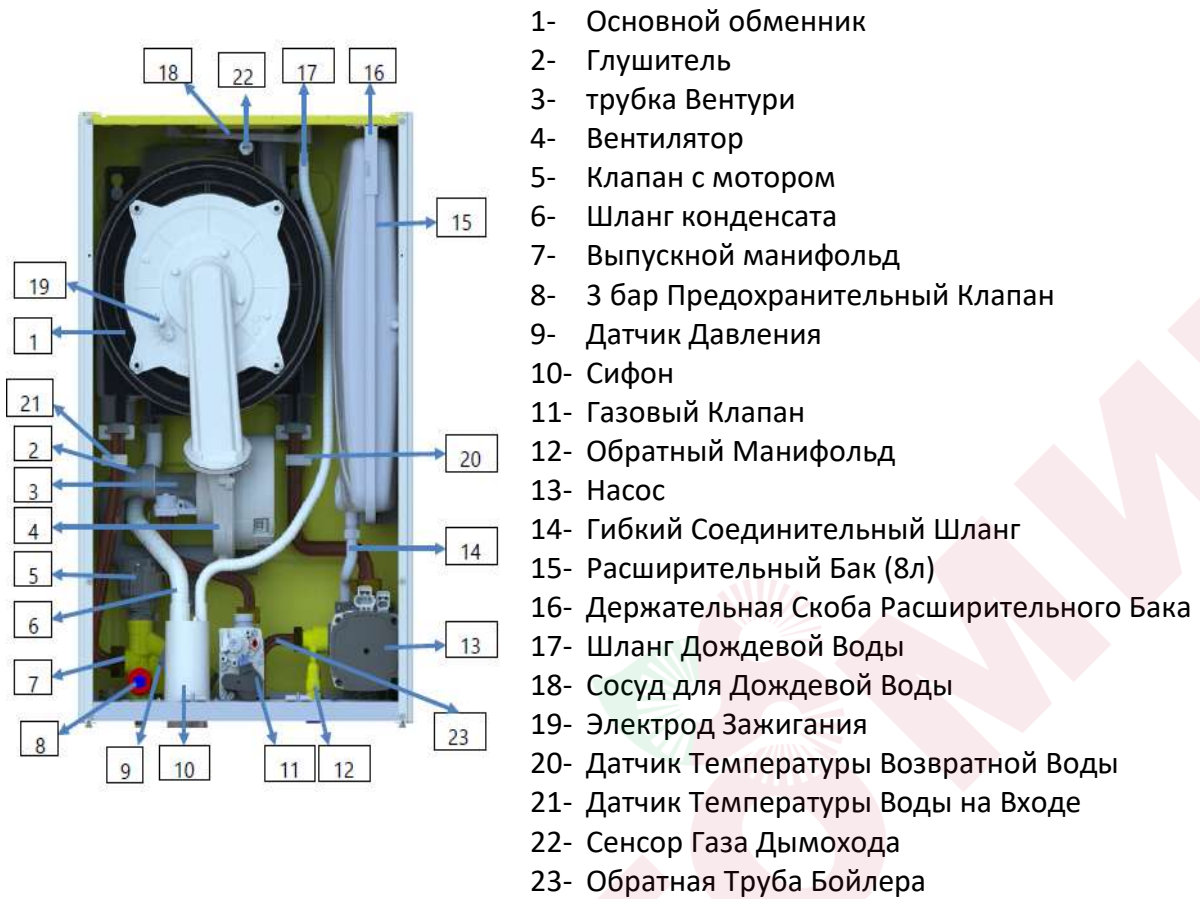 1- Основной обменник
2- Глушитель
3- трубка Вентури
4- Вентилятор
5- Клапан с мотором
6- Шланг конденсата
7- Выпускной манифольд
8- 3 бар Предохранительный Клапан
9- Датчик Давления
10- Сифон
11- Газовый Клапан
12- Обратный Манифольд
13- Насос
14- Гибкий Соединительный Шланг
15- Расширительный Бак (8л)
16- Держательная Скоба Расширительного Бака
17- Шланг Дождевой Воды
18- Сосуд для Дождевой Воды
19- Электрод Зажигания
20- Датчик Температуры Возвратной Воды
21- Датчик Температуры Воды на Входе
22- Сенсор Газа Дымохода
23- Обратная Труба Бойлера
18 22 17 16
15
19
1
21
2
20
3
4
14
5
6
13
7
8
23
9 10 11 12